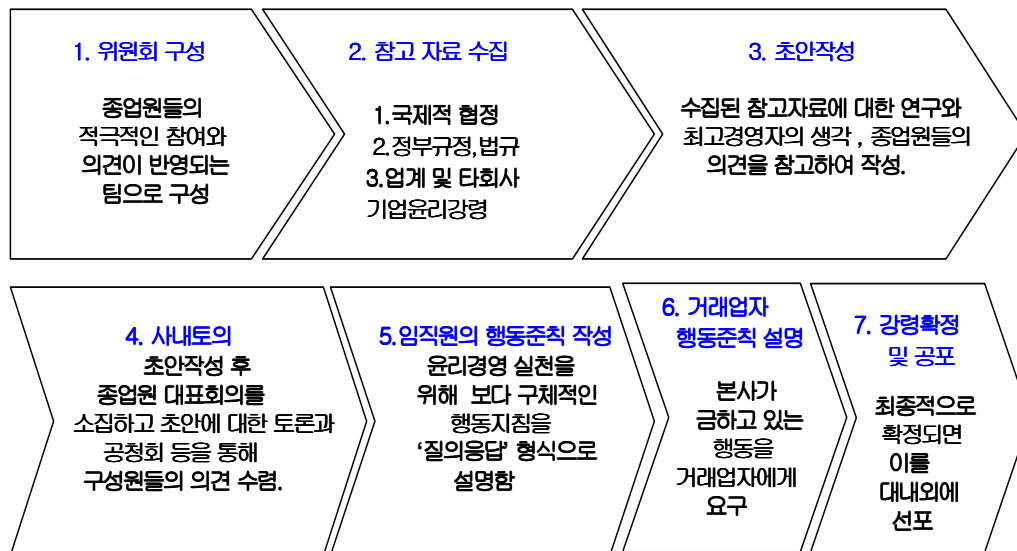 1. 위원회 구성
종업원들의
적극적인 참여와
의견이 반영되는
팀으로 구성
2. 참고 자료 수집
1.국제적 협정
2.정부규정,법규
3.업계 및 타회사
기업윤리강령
3. 초안작성
수집된 참고자료에 대한 연구와
최고경영자의 생각 , 종업원들의
의견을 참고하여 작성.
4. 사내토의
초안작성 후
종업원 대표회의를
소집하고 초안에 대한 토론과
공청회 등을 통해
구성원들의 의견 수렴.
5.임직원의 행동준칙 작성
윤리경영 실천을
위해 보다 구체적인
행동지침을
‘질의응답’ 형식으로
설명함
6. 거래업자
행동준칙 설명
본사가
금하고 있는
행동을
거래업자에게
요구
7. 강령확정
및 공포
최종적으로
확정되면
이를
대내외에
선포